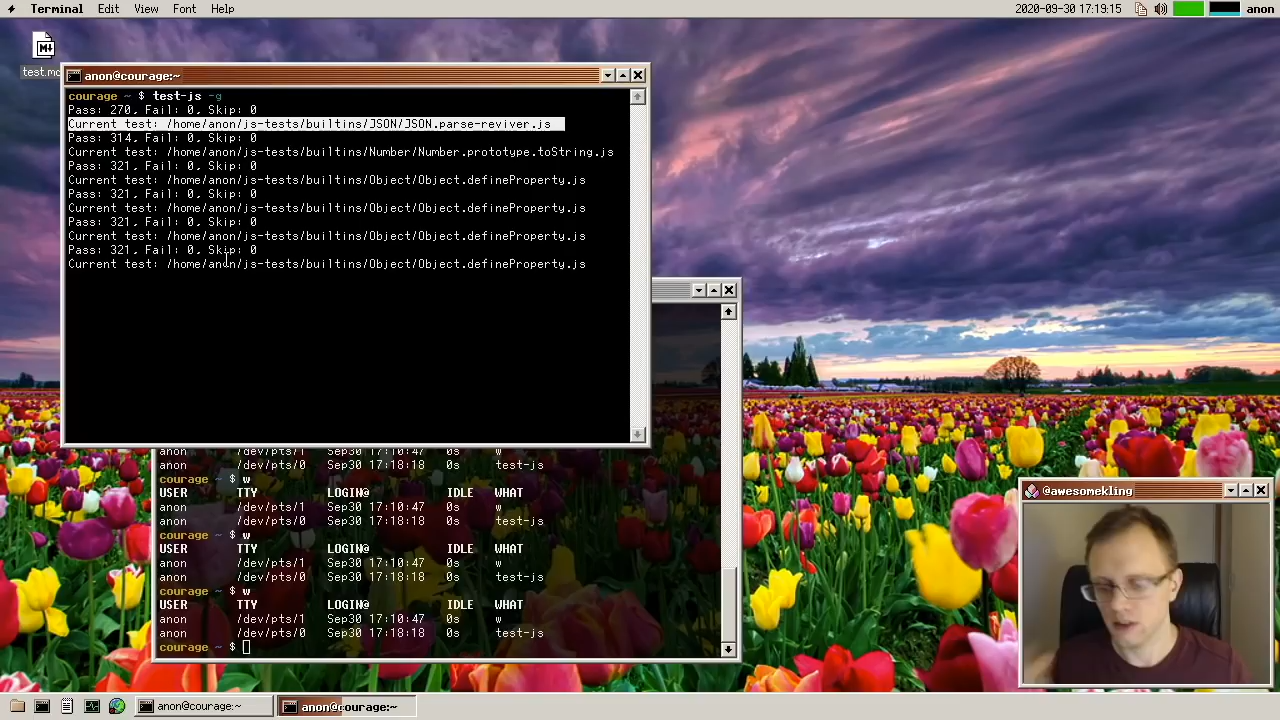 Terminal Edit View Font Help 2020-09-30 17:19:15 anon
test.md
anon@courage:~
courage ~ $ test-js -g
Pass: 270, Fail: 0, Skip: 0
Current test: /home/anon/js-tests/builtins/JSON/JSON.parse-reviver.js
Pass: 314, Fail: 0, Skip: 0
Current test: /home/anon/js-tests/builtins/Number/Number.prototype.toString.js
Pass: 321, Fail: 0, Skip: 0
Current test: /home/anon/js-tests/builtins/Object/Object.defineProperty.js
Pass: 321, Fail: 0, Skip: 0
Current test: /home/anon/js-tests/builtins/Object/Object.defineProperty.js
Pass: 321, Fail: 0, Skip: 0
Current test: /home/anon/js-tests/builtins/Object/Object.defineProperty.js
Pass: 321, Fail: 0, Skip: 0
Current test: /home/anon/js-tests/builtins/Object/Object.defineProperty.js
anon /dev/pts/1 Sep30 17:10:47 0s w
anon /dev/pts/0 Sep30 17:18:18 0s test-js
courage ~ $ w
USER TTY LOGIN@ IDLE WHAT
anon /dev/pts/1 Sep30 17:10:47 0s w
anon /dev/pts/0 Sep30 17:18:18 0s test-js
courage ~ $ w
USER TTY LOGIN@ IDLE WHAT
anon /dev/pts/1 Sep30 17:10:47 0s w
anon /dev/pts/0 Sep30 17:18:18 0s test-js
courage ~ $ w
USER TTY LOGIN@ IDLE WHAT
anon /dev/pts/1 Sep30 17:10:47 0s w
anon /dev/pts/0 Sep30 17:18:18 0s test-js
courage ~ $
@awesomekling
anon@courage:~
anon@courage:~